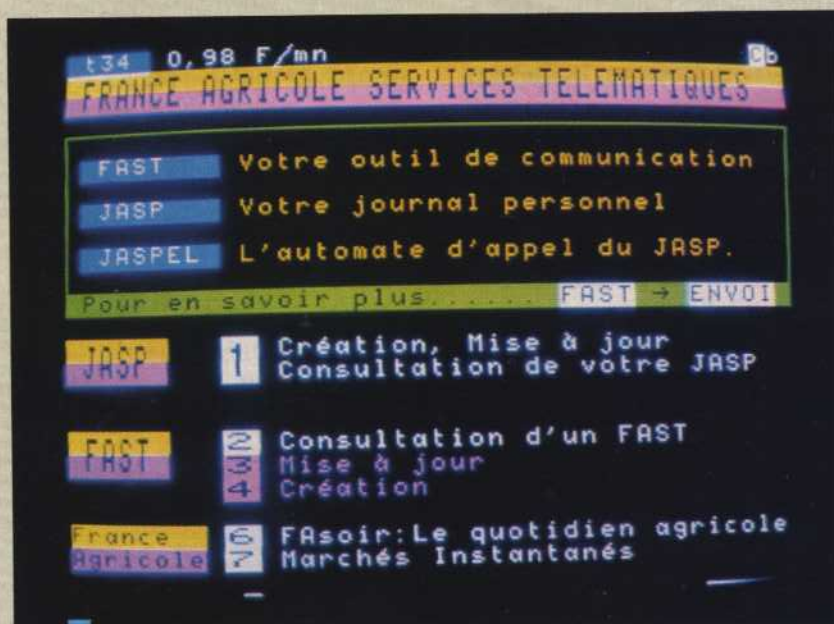 t34 0,98 F/mn Cb
FRANCE AGRICOLE SERVICES TELEMATIQUES
FAST Votre outil de communication
JASP Votre journal personnel
JASPEL L'automate d'appel du JASP.
Pour en savoir plus...... FAST → ENVOI
JASP 1 Création, Mise à jour
Consultation de votre JASP
FAST 2 Consultation d'un FAST
3 Mise à jour
4 Création
France 6 FAsoir:Le quotidien agricole
Agricole 7 Marchés Instantanés